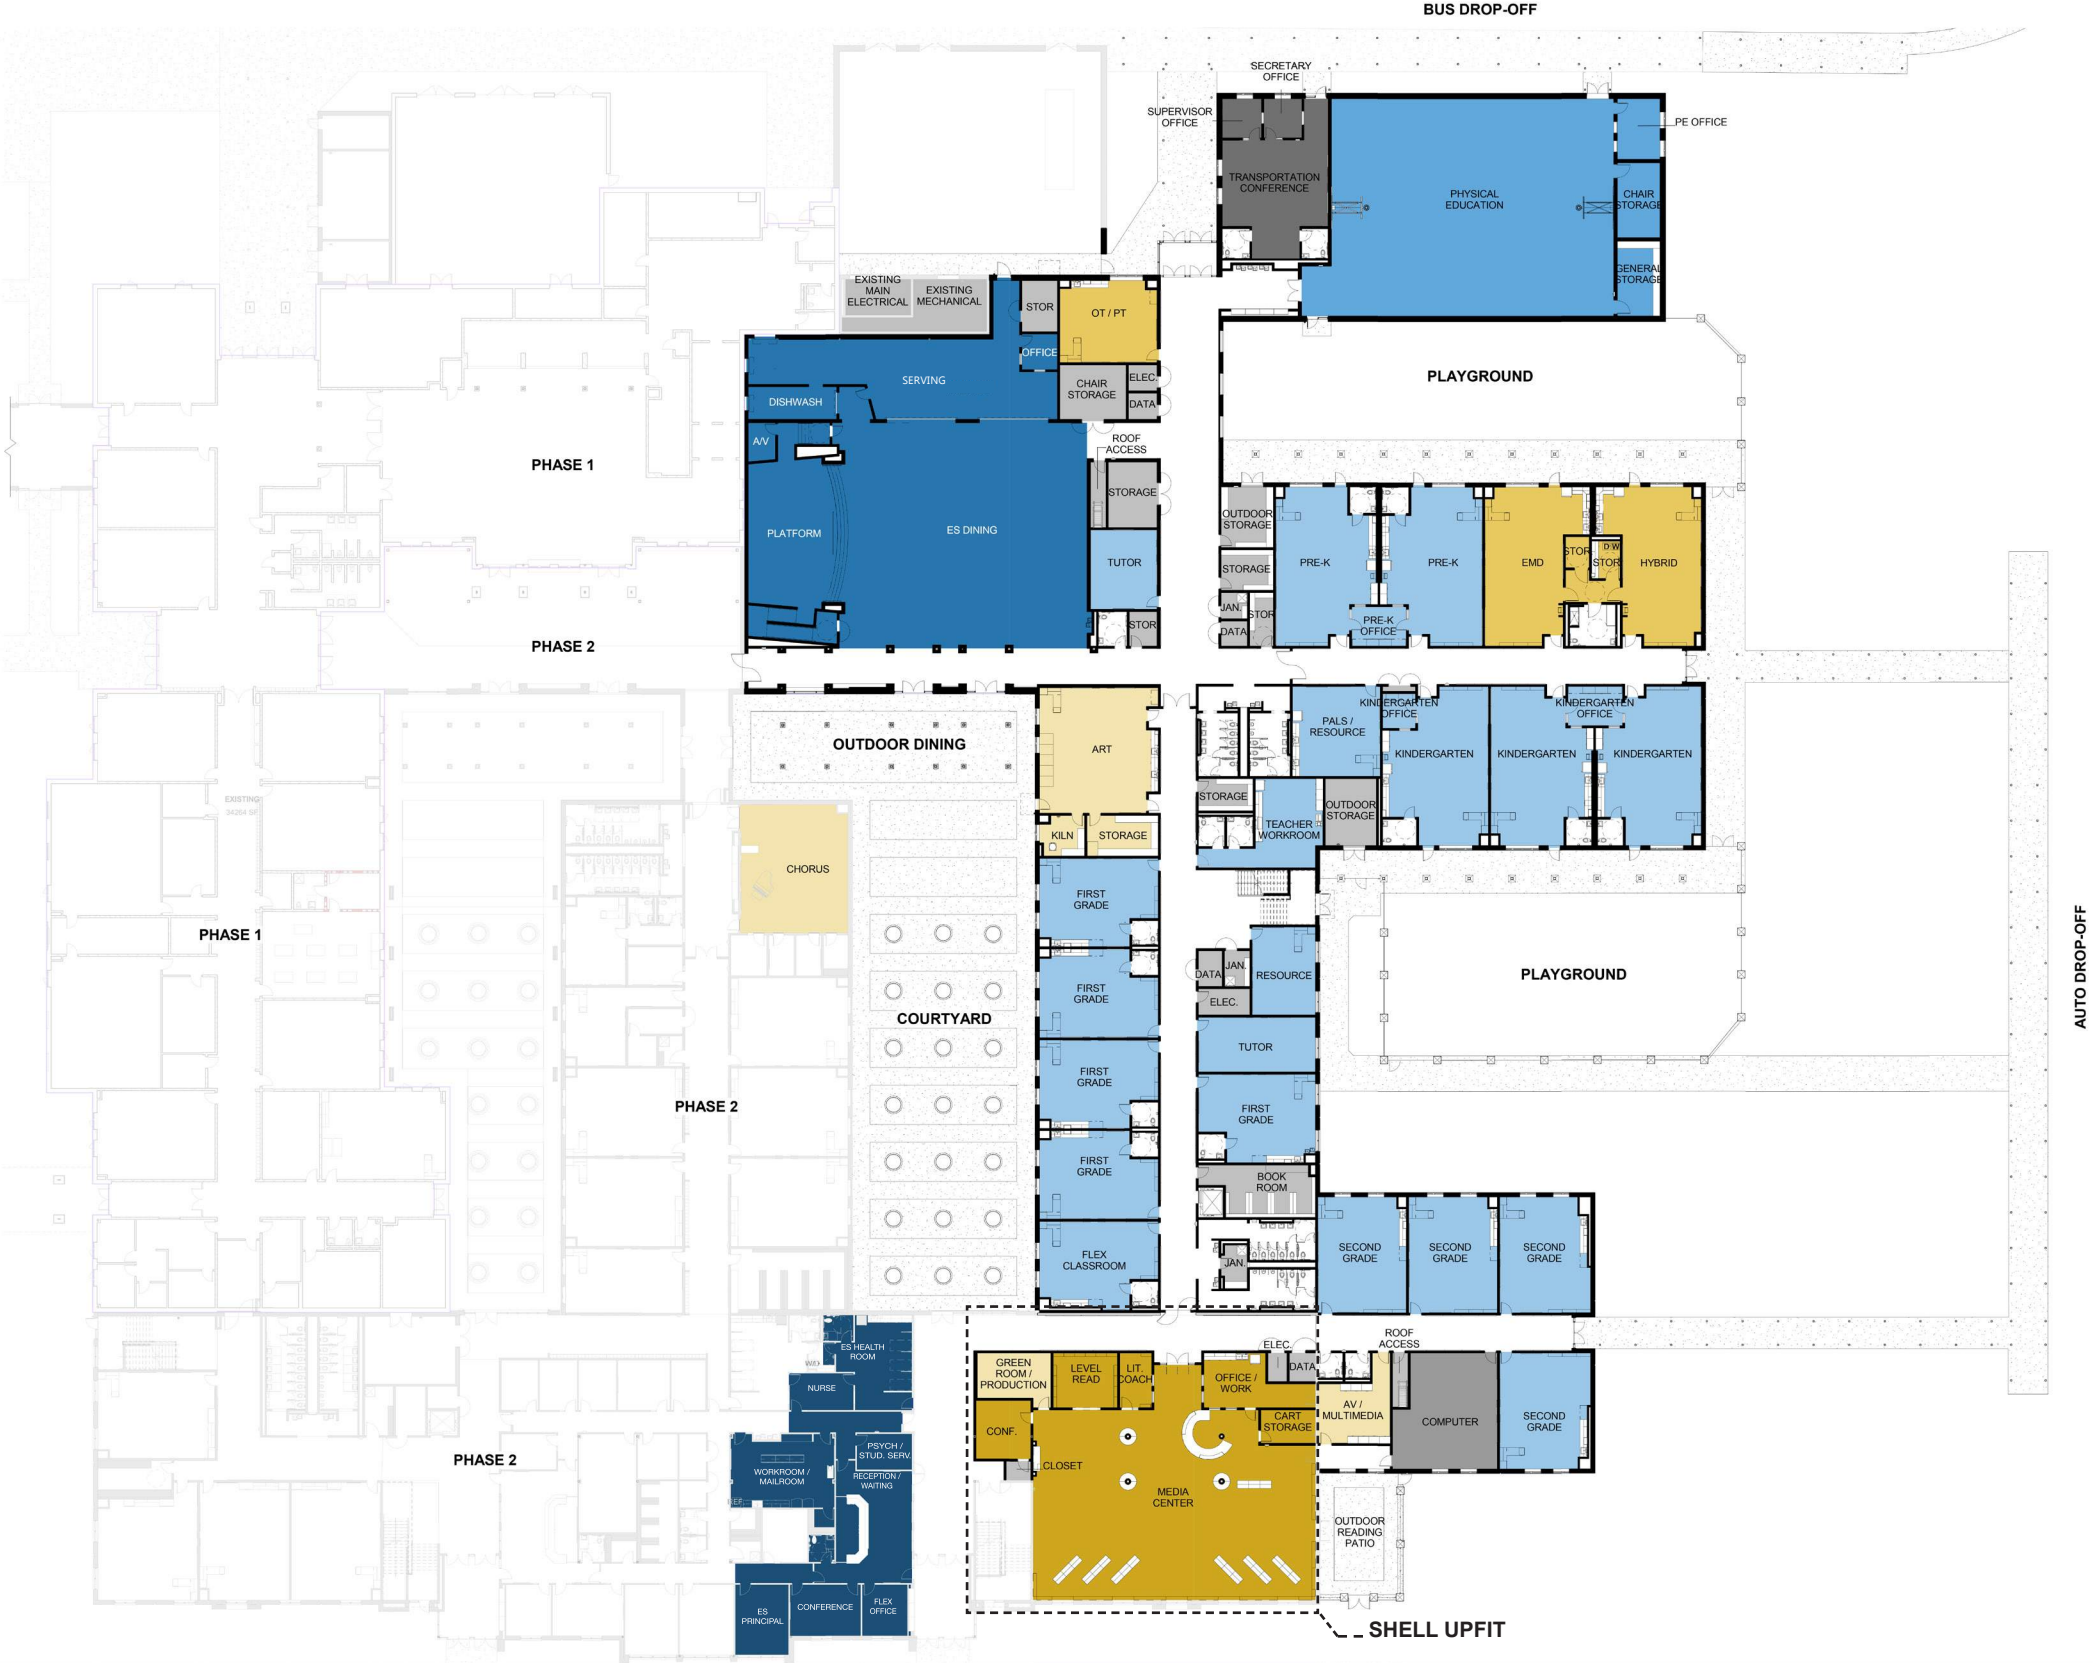 BUS DROP-OFF
SECRETARY
OFFICE
SUPERVISOR
OFFICE
PE OFFICE
TRANSPORTATION
CONFERENCE
PHYSICAL
EDUCATION
CHAIR
STORAGE
GENERAL
STORAGE
EXISTING
MAIN
ELECTRICAL
EXISTING
MECHANICAL
STOR
OT / PT
OFFICE
SERVING
CHAIR
STORAGE
ELEC.
DATA
DISHWASH
PLAYGROUND
A/V
ROOF
ACCESS
PHASE 1
STORAGE
PLATFORM
ES DINING
TUTOR
STOR
OUTDOOR
STORAGE
STORAGE
JAN.
STOR
DATA
PRE-K
PRE-K
PRE-K
OFFICE
EMD
STOR
D W
STOR
HYBRID
PHASE 2
OUTDOOR DINING
ART
PALS /
RESOURCE
KINDERGARTEN
OFFICE
KINDERGARTEN
OFFICE
KINDERGARTEN
KINDERGARTEN
KINDERGARTEN
EXISTING
34264 SF
STORAGE
TEACHER
WORKROOM
OUTDOOR
STORAGE
KILN
STORAGE
CHORUS
FIRST
GRADE
PHASE 1
AUTO DROP-OFF
DATA
JAN.
RESOURCE
PLAYGROUND
ELEC.
FIRST
GRADE
COURTYARD
TUTOR
FIRST
GRADE
PHASE 2
FIRST
GRADE
FIRST
GRADE
BOOK
ROOM
FLEX
CLASSROOM
JAN.
SECOND
GRADE
SECOND
GRADE
SECOND
GRADE
ES HEALTH
ROOM
W/D
NURSE
ELEC.
DATA
ROOF
ACCESS
GREEN
ROOM /
PRODUCTION
LEVEL
READ
LIT.
COACH
OFFICE /
WORK
CONF.
CART
STORAGE
AV /
MULTIMEDIA
COMPUTER
SECOND
GRADE
PHASE 2
PSYCH /
STUD. SERV.
WORKROOM /
MAILROOM
RECEPTION /
WAITING
REF.
CLOSET
MEDIA
CENTER
OUTDOOR
READING
PATIO
ES
PRINCIPAL
CONFERENCE
FLEX
OFFICE
SHELL UPFIT